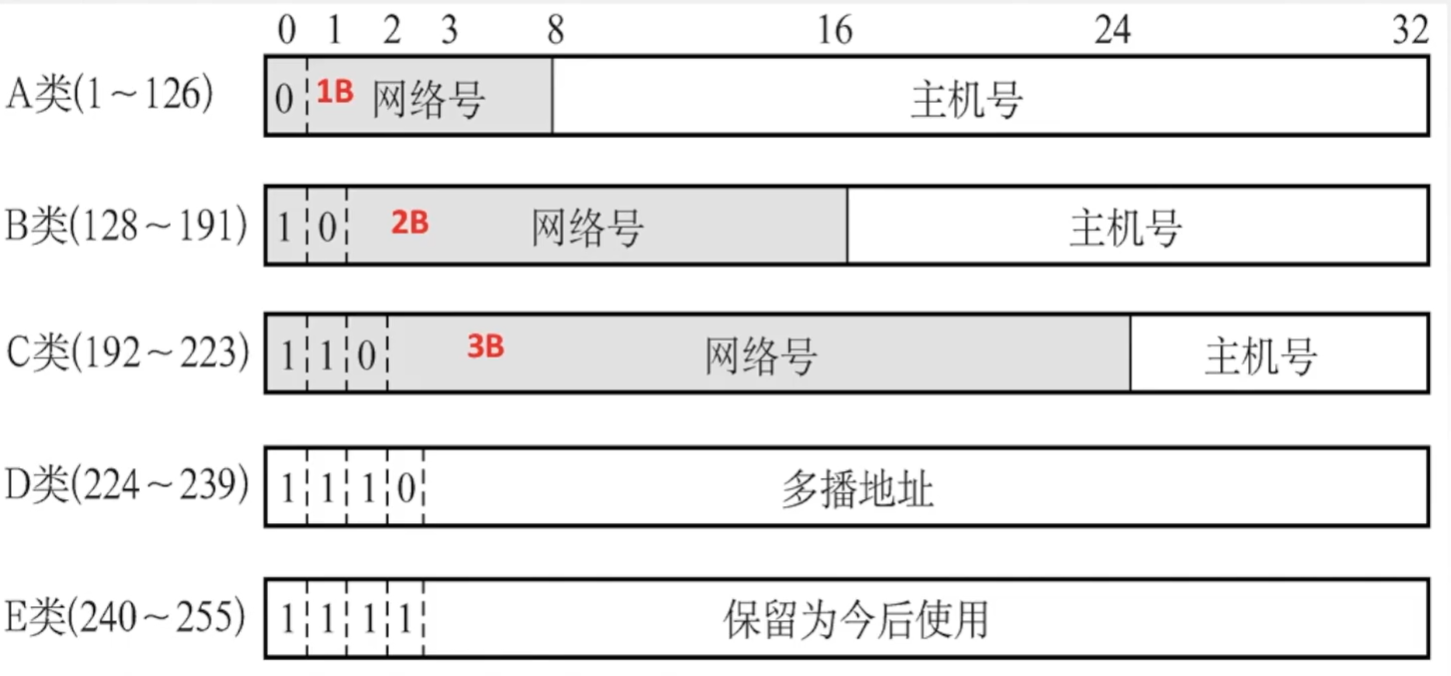 0 1 2 3 8 16 24 32
A类(1～126) 0 1B 网络号 主机号
B类(128～191) 1 0 2B 网络号 主机号
C类(192～223) 1 1 0 3B 网络号 主机号
D类(224～239) 1 1 1 0 多播地址
E类(240～255) 1 1 1 1 保留为今后使用